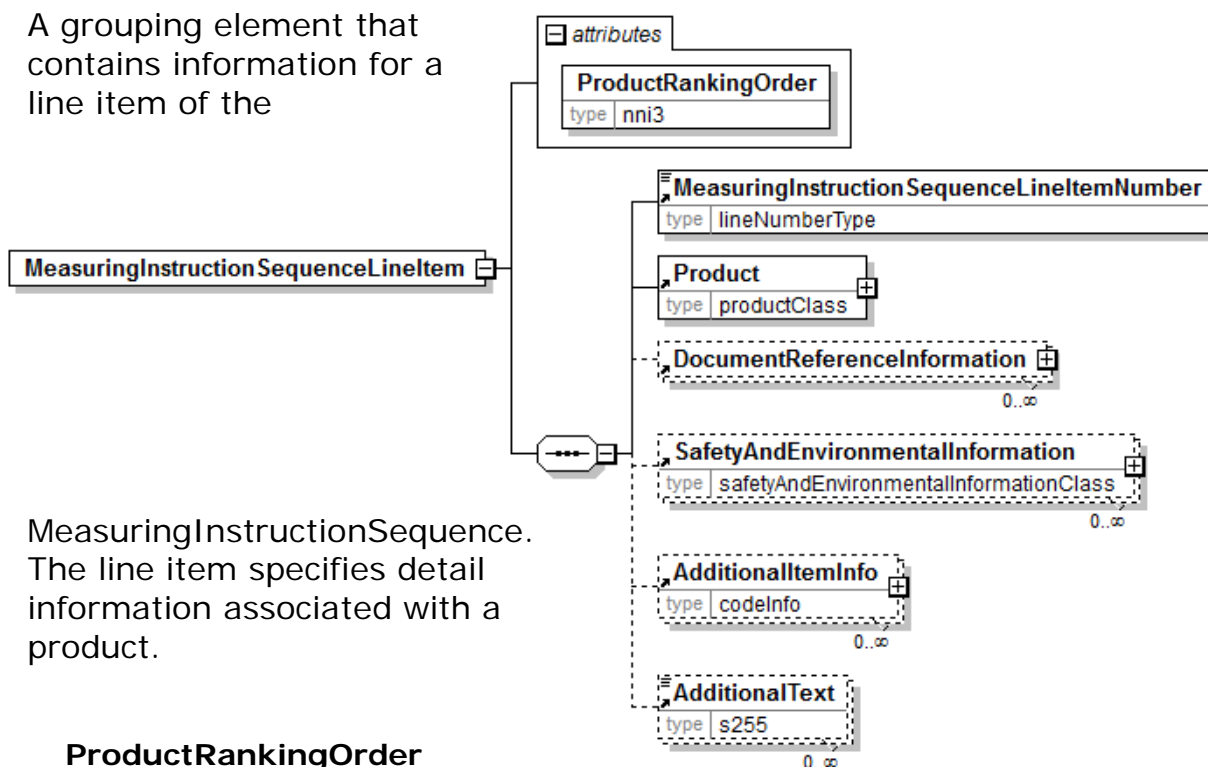 A grouping element that
contains information for a
line item of the
attributes
ProductRankingOrder
type nni3
MeasuringInstructionSequenceLineItem
MeasuringInstructionSequenceLineItemNumber
type lineNumberType
Product
type productClass
DocumentReferenceInformation
0..∞
SafetyAndEnvironmentalInformation
type safetyAndEnvironmentalInformationClass
0..∞
AdditionalItemInfo
type codeInfo
0..∞
AdditionalText
type s255
0..∞
MeasuringInstructionSequence.
The line item specifies detail
information associated with a
product.
ProductRankingOrder